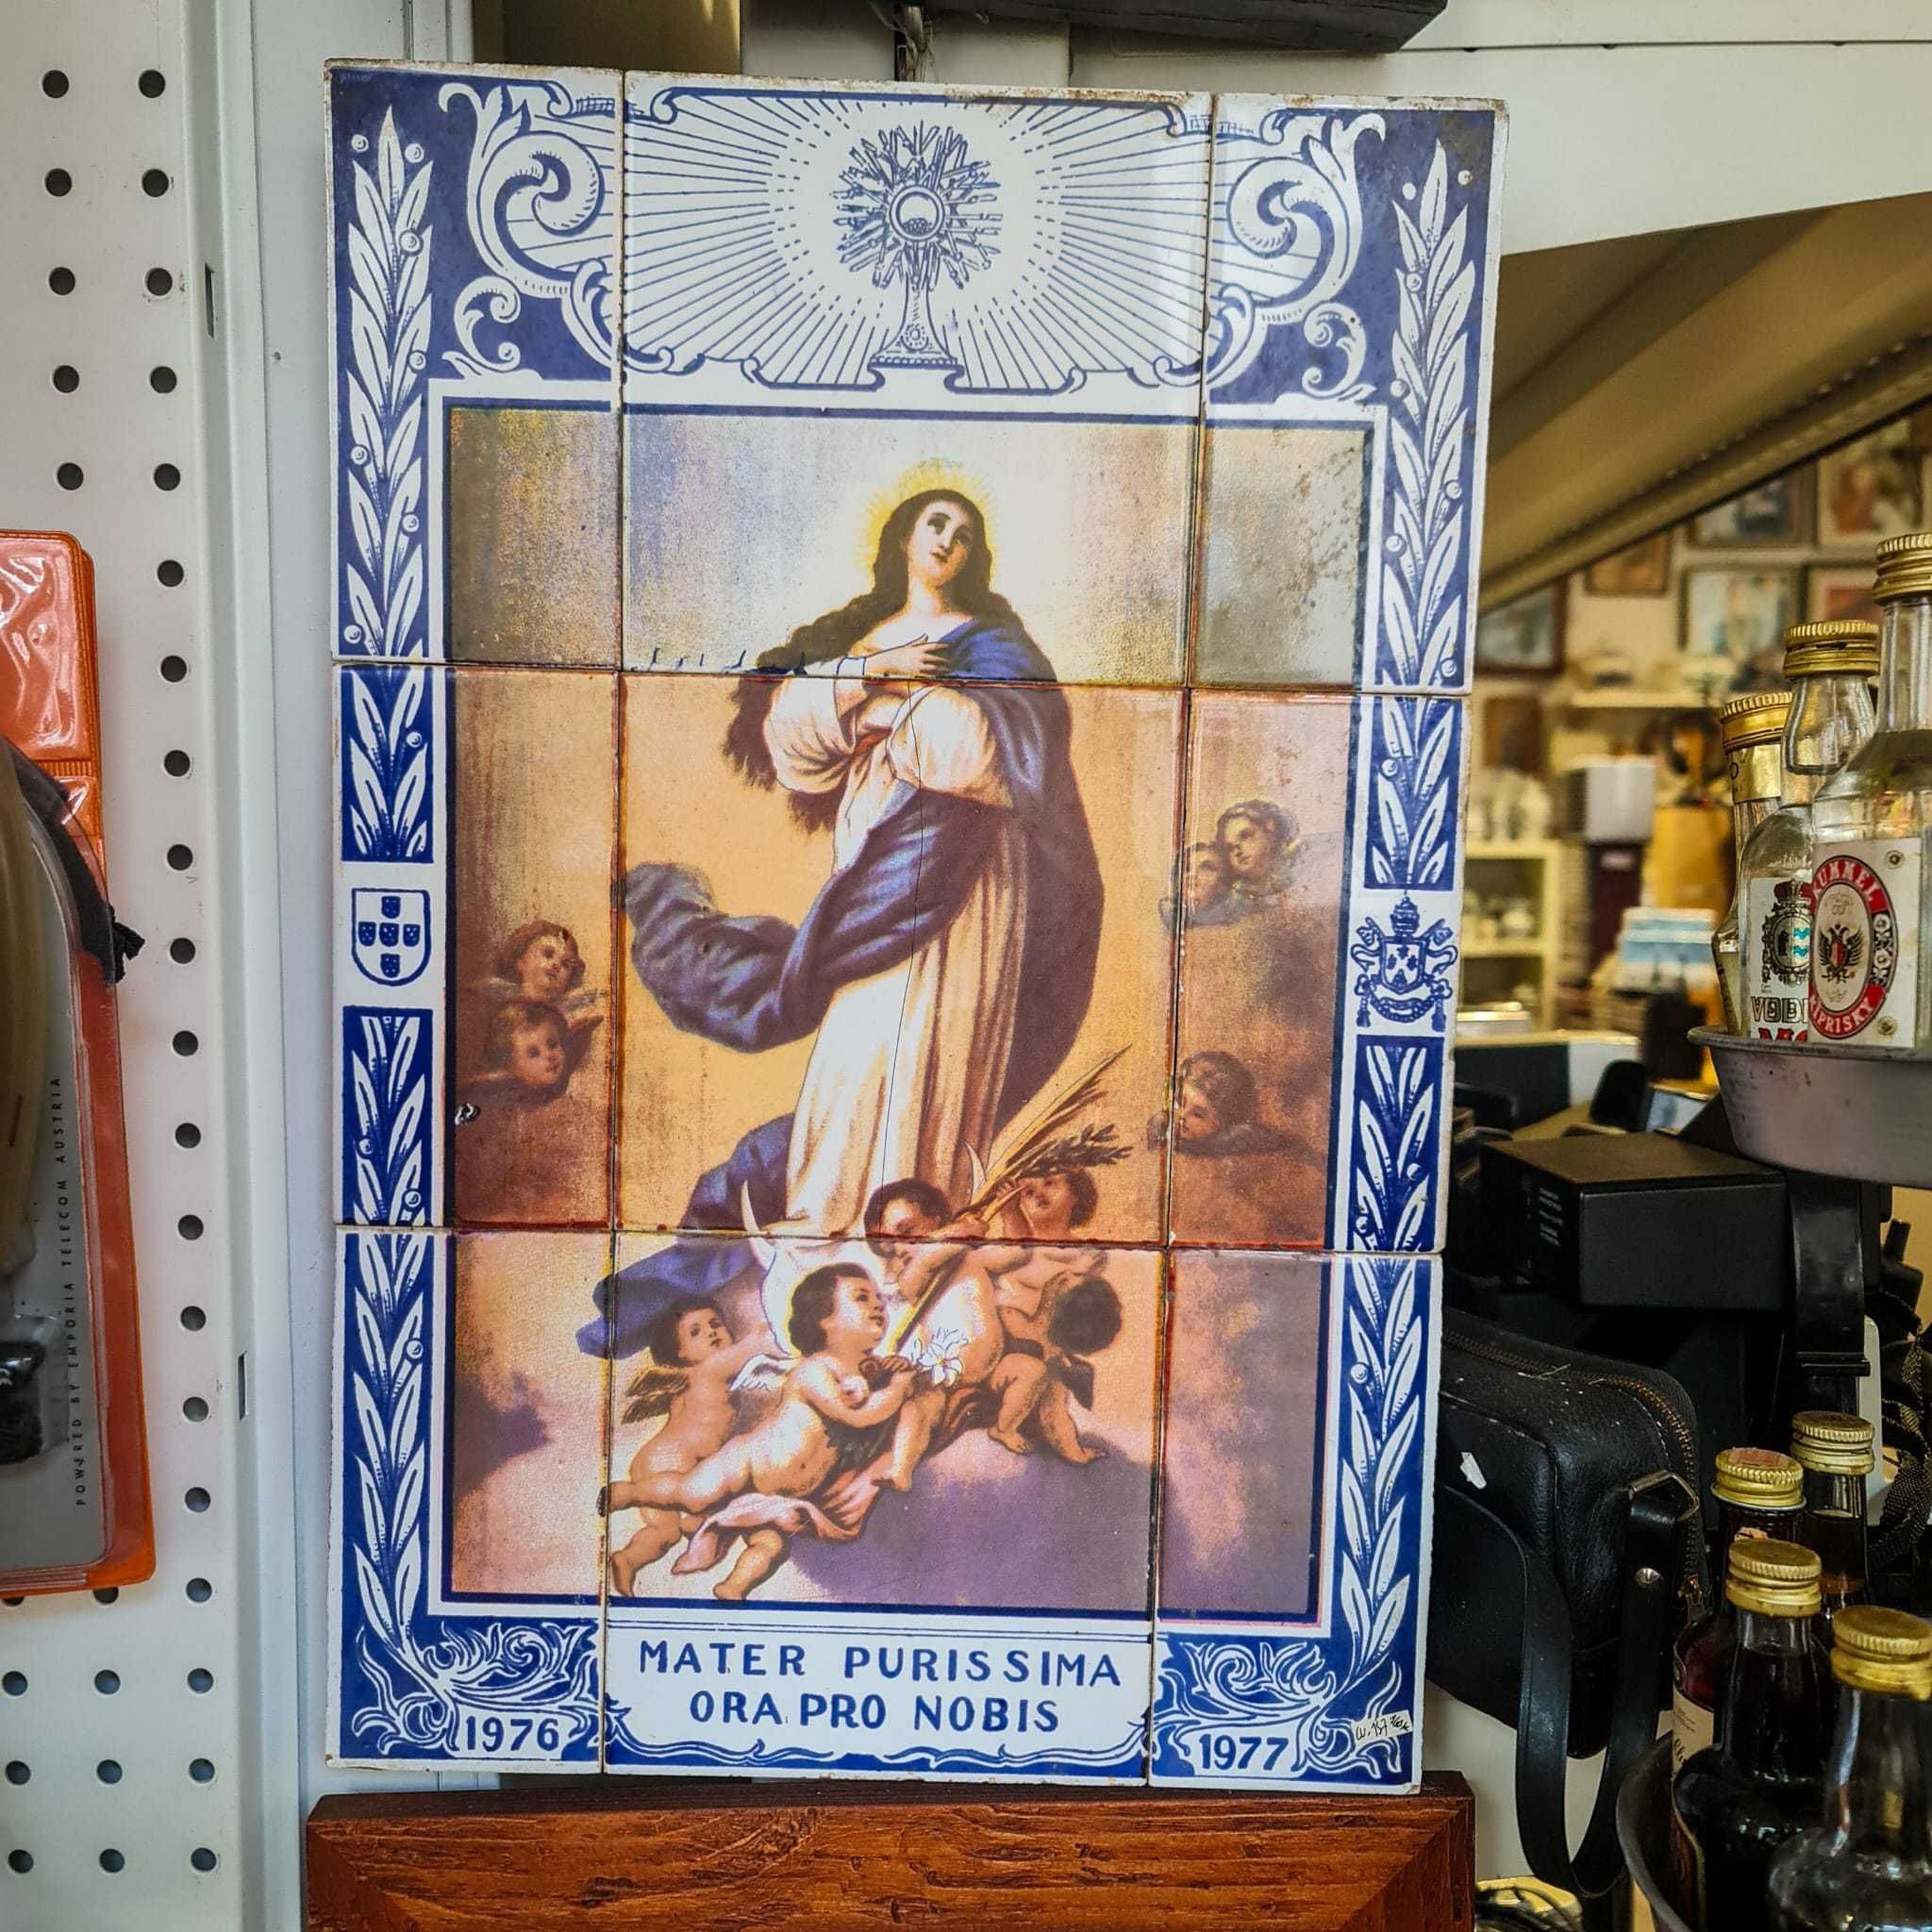 MATER PURISSIMA
ORA PRO NOBIS
1976
1977
POWERED BY EMPORIA TELECOM AUSTRIA